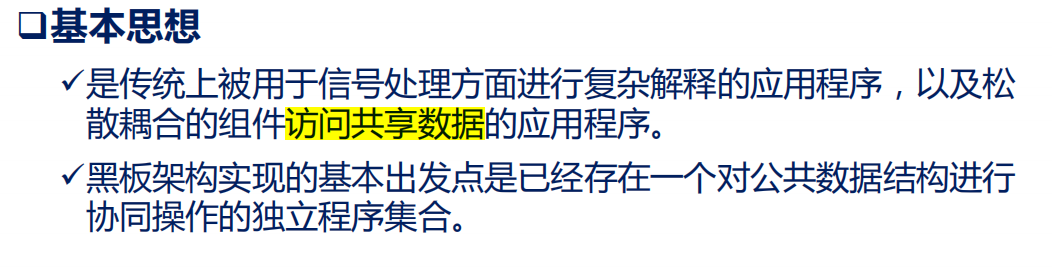 ❑基本思想
✓是传统上被用于信号处理方面进行复杂解释的应用程序，以及松
散耦合的组件访问共享数据的应用程序。
✓黑板架构实现的基本出发点是已经存在一个对公共数据结构进行
协同操作的独立程序集合。